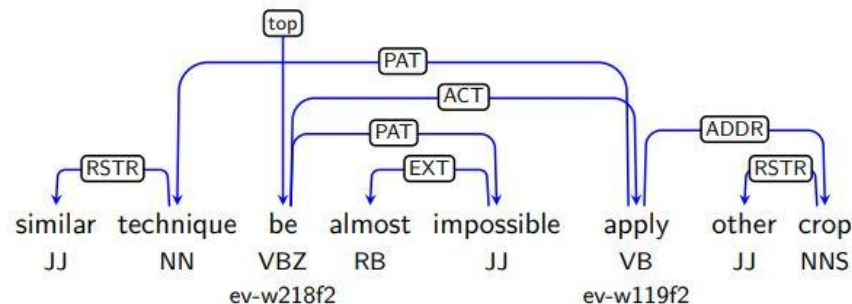 top
PAT
ACT
PAT ADDR
RSTR EXT RSTR
similar technique be almost impossible apply other crop
JJ NN VBZ RB JJ VB JJ NNS
ev-w218f2 ev-w119f2